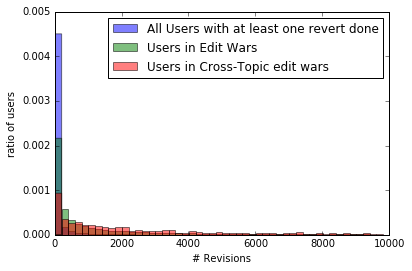 0.005
0.004
0.003
0.002
0.001
0.000
ratio of users
All Users with at least one revert done
Users in Edit Wars
Users in Cross-Topic edit wars
0 2000 4000 6000 8000 10000
# Revisions